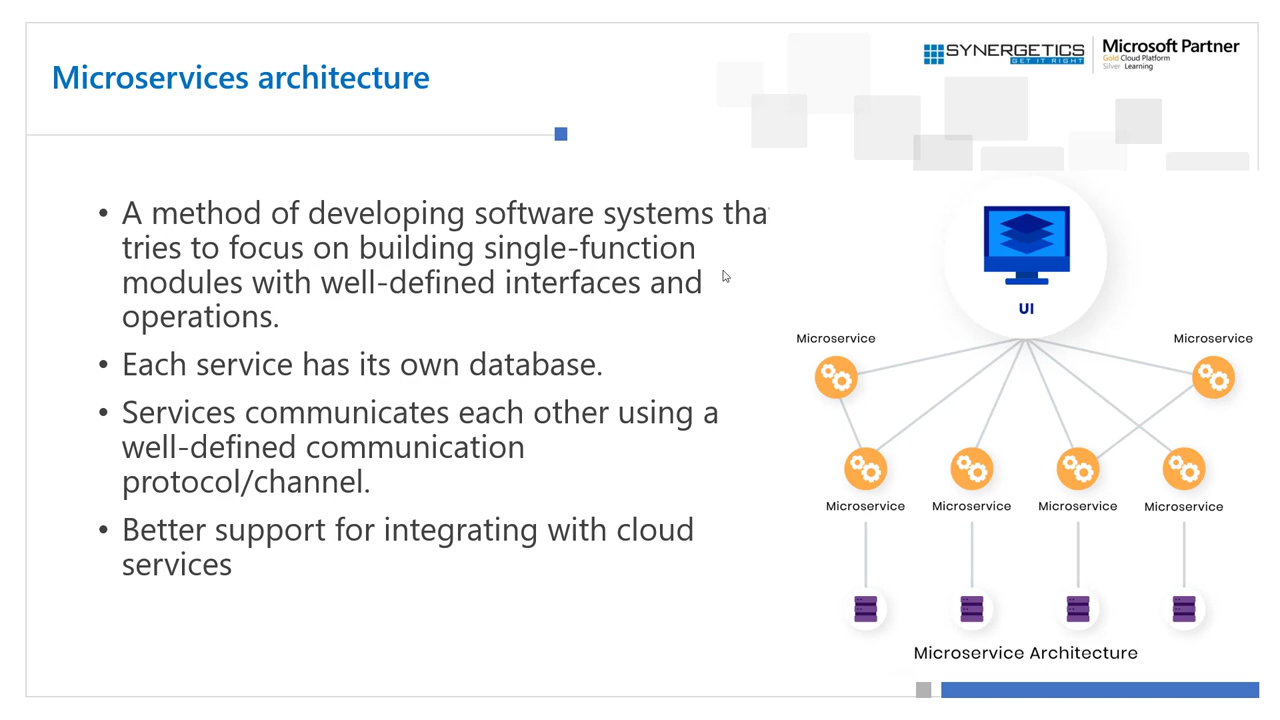 Microservices architecture
SYNERGETICS
GET IT RIGHT
Microsoft Partner
Gold Cloud Platform
Silver Learning
• A method of developing software systems tha
tries to focus on building single-function
modules with well-defined interfaces and
operations.
• Each service has its own database.
• Services communicates each other using a
well-defined communication
protocol/channel.
• Better support for integrating with cloud
services
UI
Microservice
Microservice
Microservice
Microservice
Microservice
Microservice
Microservice Architecture